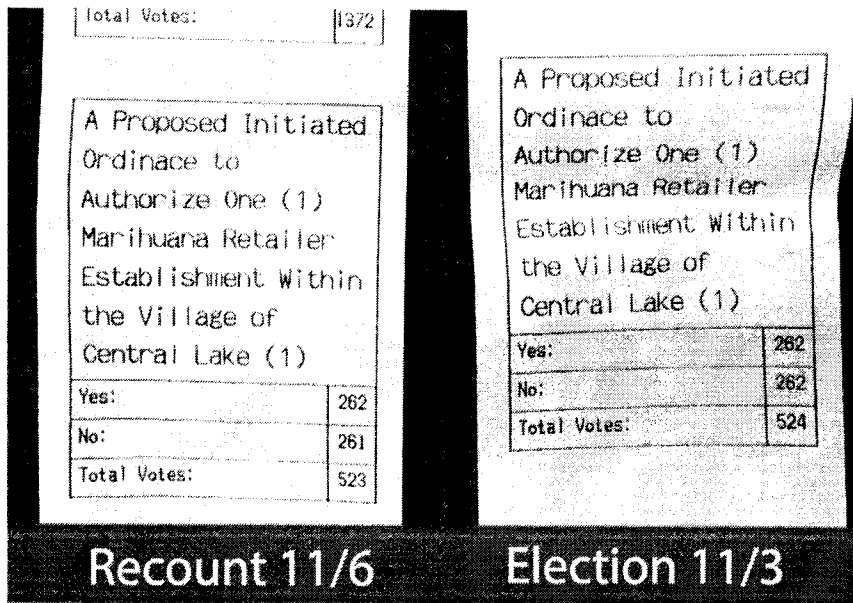 Total Votes: 1372
A Proposed Initiated
Ordinace to
Authorize One (1)
Marihuana Retailer
Establishment Within
the Village of
Central Lake (1)
Yes: 262
No: 261
Total Votes: 523
Recount 11/6
A Proposed Initiated
Ordinace to
Authorize One (1)
Marihuana Retailer
Establishment Within
the Village of
Central Lake (1)
Yes: 262
No: 262
Total Votes: 524
Election 11/3